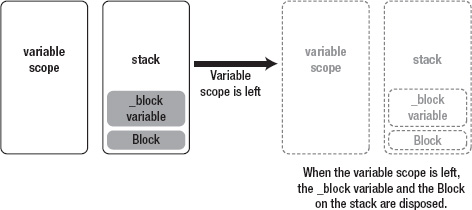 variable
scope
stack
_block
variable
Block
Variable
scope is left
variable
scope
stack
_block
variable
Block
When the variable scope is left,
the _block variable and the Block
on the stack are disposed.